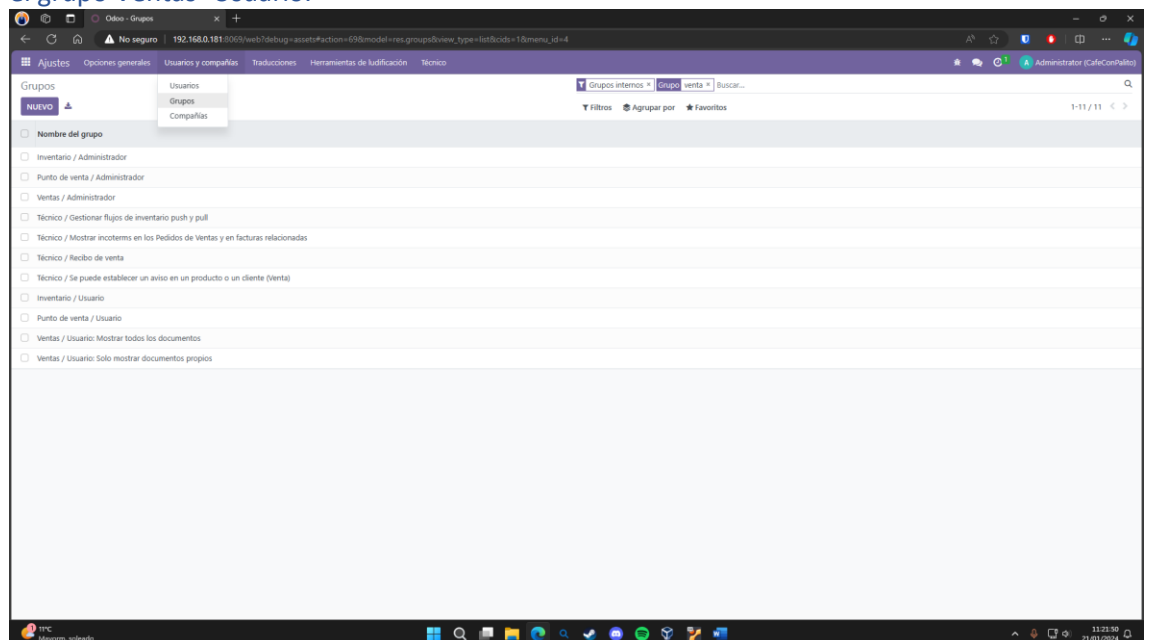 Odoo - Grupos
No seguro | 192.168.0.181:8069/web?debug=assets#action=69&model=res.groups&view_type=list&cids=1&menu_id=4
Ajustes Opciones generales Usuarios y compañías Traducciones Herramientas de ludificación Técnico 1 A Administrator (CafeConPalito)
Grupos Usuarios Grupos internos × Grupo venta × Buscar...
NUEVO Grupos Filtros Agrupar por Favoritos 1-11 / 11
Compañías
Nombre del grupo
Inventario / Administrador
Punto de venta / Administrador
Ventas / Administrador
Técnico / Gestionar flujos de inventario push y pull
Técnico / Mostrar incoterms en los Pedidos de Ventas y en facturas relacionadas
Técnico / Recibo de venta
Técnico / Se puede establecer un aviso en un producto o un cliente (Venta)
Inventario / Usuario
Punto de venta / Usuario
Ventas / Usuario: Mostrar todos los documentos
Ventas / Usuario: Solo mostrar documentos propios
11°C 11:21:50
21/01/2024